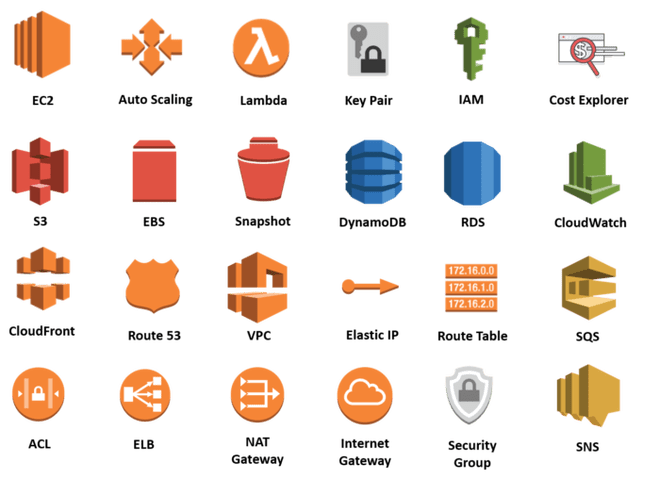 EC2
Auto Scaling
Lambda
Key Pair
IAM
$
Cost Explorer
S3
EBS
Snapshot
DynamoDB
RDS
CloudWatch
172.16.0.0
172.16.1.0
172.16.2.0
CloudFront
Route 53
VPC
Elastic IP
Route Table
SQS
ACL
ELB
NAT
Gateway
Internet
Gateway
Security
Group
SNS